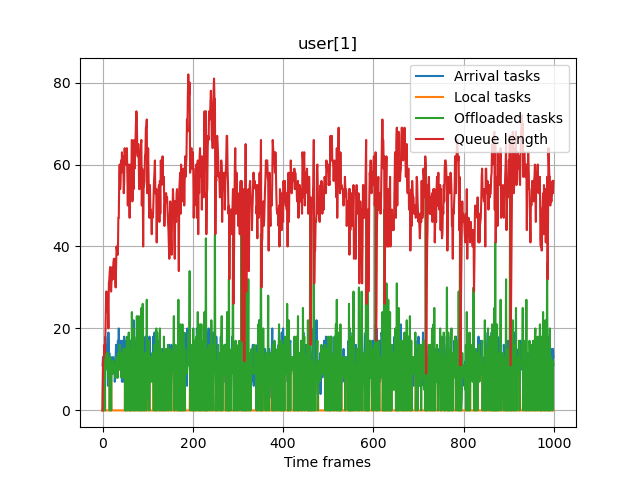 user[1]
Arrival tasks
Local tasks
Offloaded tasks
Queue length
80
60
40
20
0
0 200 400 600 800 1000
Time frames